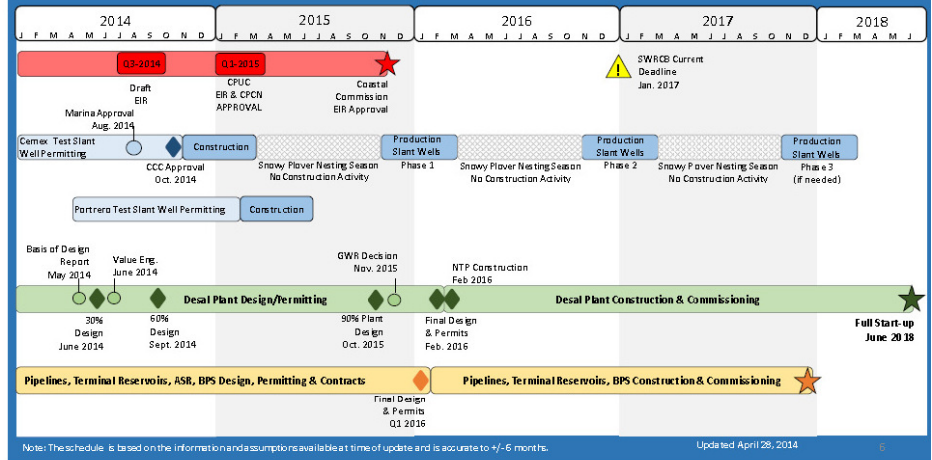 2014 2015 2016 2017 2018
J F M A M J J A S O N D J F M A M J J A S O N D J F M A M J J A S O N D J F M A M J J A S O N D J F M A M J
Q3-2014
Q1-2015
Draft
EIR
CPUC
EIR & CPCN
APPROVAL
Coastal
Commission
EIR Approval
!
SWRCB Current
Deadline
Jan. 2017
Marina Approval
Aug. 2014
Cemex Test Slant
Well Permitting
CCC Approval
Oct. 2014
Construction
Snowy Plover Nesting Season
No Construction Activity
Production
Slant Wells
Phase 1
Snowy Plover Nesting Season
No Construction Activity
Production
Slant Wells
Phase 2
Snowy Plover Nesting Season
No Construction Activity
Production
Slant Wells
Phase 3
(if needed)
Portrero Test Slant Well Permitting
Construction
Basis of Design
Report
May 2014
Value Eng.
June 2014
GWR Decision
Nov. 2015
NTP Construction
Feb 2016
Desal Plant Design/Permitting
Desal Plant Construction & Commissioning
30%
Design
June 2014
60%
Design
Sept. 2014
90% Plant
Design
Oct. 2015
Final Design
& Permits
Feb. 2016
Full Start-up
June 2018
Pipelines, Terminal Reservoirs, ASR, BPS Design, Permitting & Contracts
Pipelines, Terminal Reservoirs, BPS Construction & Commissioning
Final Design
& Permits
Q1 2016
Note: The schedule is based on the information and assumptions available at time of update and is accurate to +/- 6 months.
Updated April 28, 2014
6